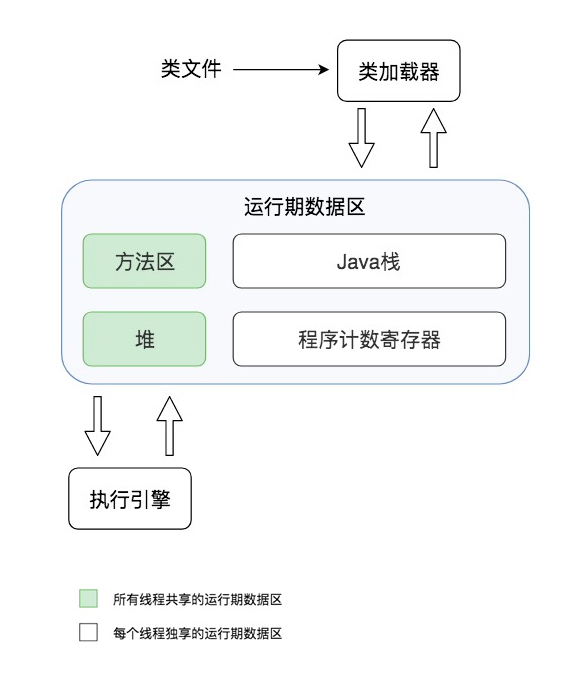 类文件
类加载器
运行期数据区
方法区
Java栈
堆
程序计数寄存器
执行引擎
所有线程共享的运行期数据区
每个线程独享的运行期数据区